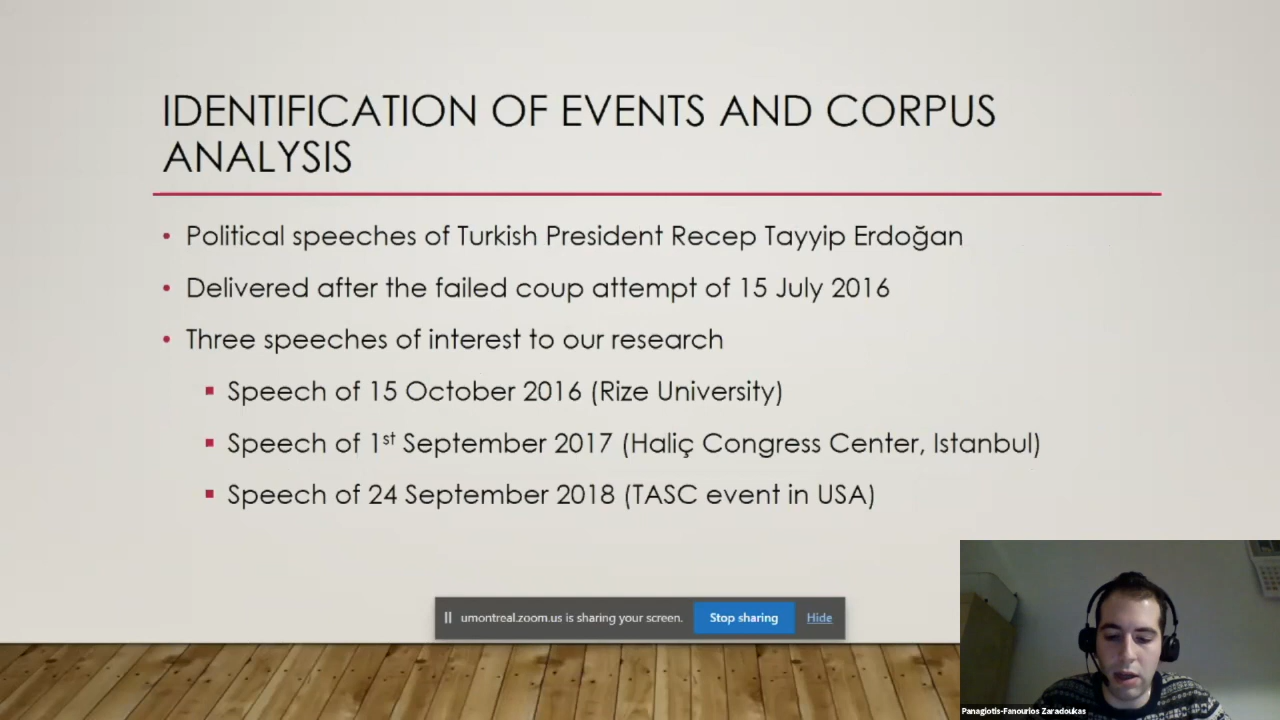 IDENTIFICATION OF EVENTS AND CORPUS
ANALYSIS
• Political speeches of Turkish President Recep Tayyip Erdoğan
• Delivered after the failed coup attempt of 15 July 2016
• Three speeches of interest to our research
▪ Speech of 15 October 2016 (Rize University)
▪ Speech of 1st September 2017 (Haliç Congress Center, Istanbul)
▪ Speech of 24 September 2018 (TASC event in USA)
umontreal.zoom.us is sharing your screen.
Stop sharing
Hide
Panagiotis-Fanourios Zaradoukas